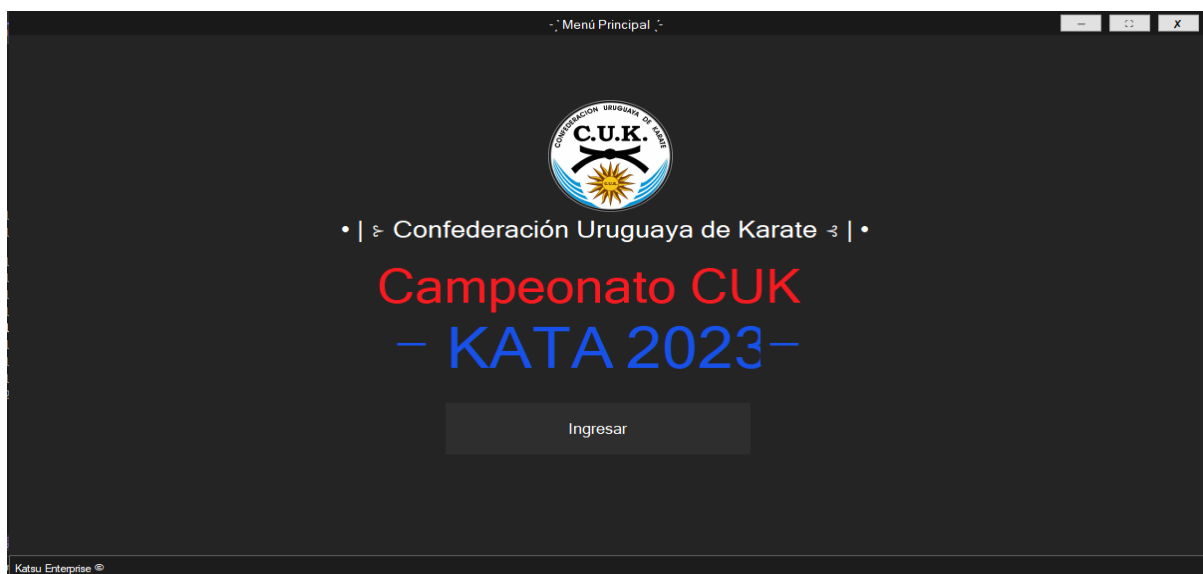 -¦ Menú Principal ¦-
– ⛶ ✗
CONFEDERACION URUGUAYA DE KARATE
C.U.K.
C.U.K.
• | ⊱ Confederación Uruguaya de Karate ⊰ | •
Campeonato CUK
– KATA 2023 –
Ingresar
Katsu Enterprise ©